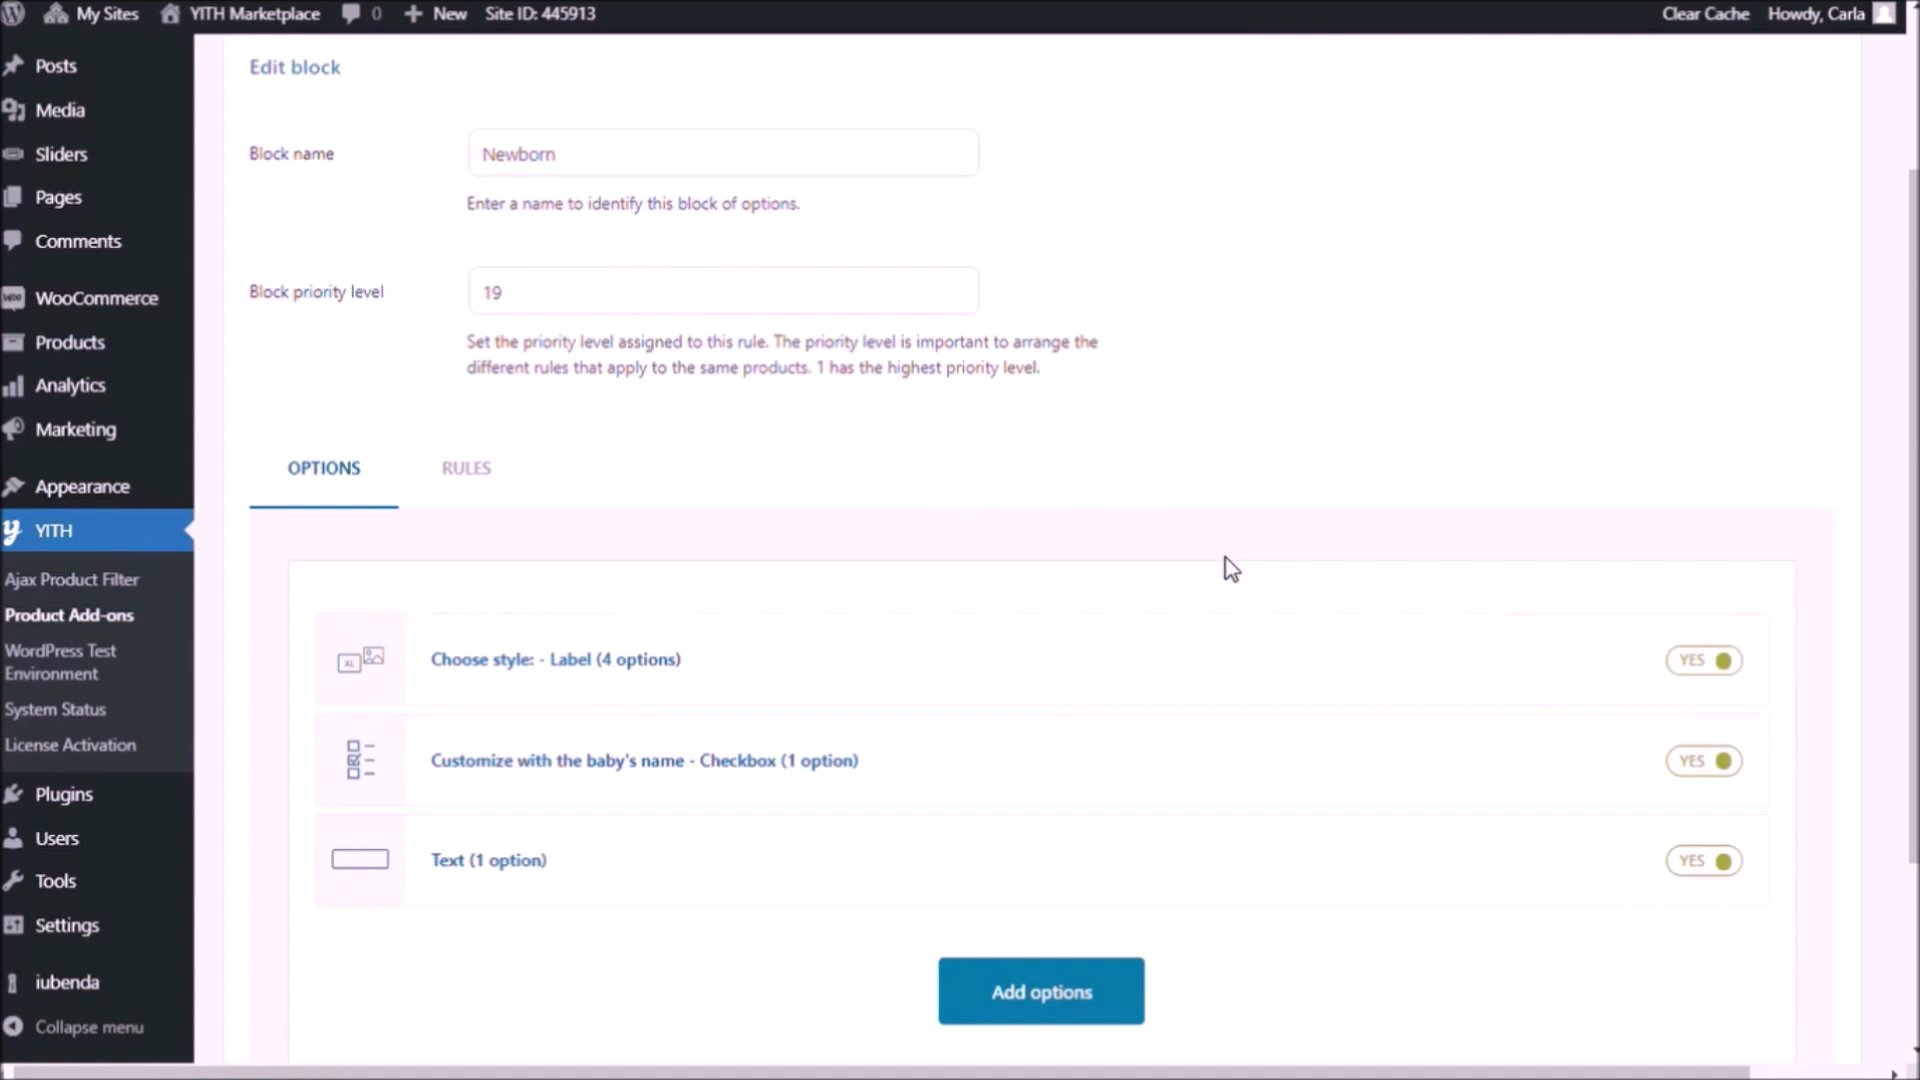 My Sites
YITH Marketplace
0
New
Site ID: 445913
Clear Cache
Howdy, Carla
Posts
Media
Sliders
Pages
Comments
WooCommerce
Products
Analytics
Marketing
Appearance
YITH
Ajax Product Filter
Product Add-ons
WordPress Test
Environment
System Status
License Activation
Plugins
Users
Tools
Settings
iubenda
Collapse menu
Edit block
Block name
Newborn
Enter a name to identify this block of options.
Block priority level
19
Set the priority level assigned to this rule. The priority level is important to arrange the
different rules that apply to the same products. 1 has the highest priority level.
OPTIONS
RULES
XL
Choose style: - Label (4 options)
YES
Customize with the baby's name - Checkbox (1 option)
YES
Text (1 option)
YES
Add options